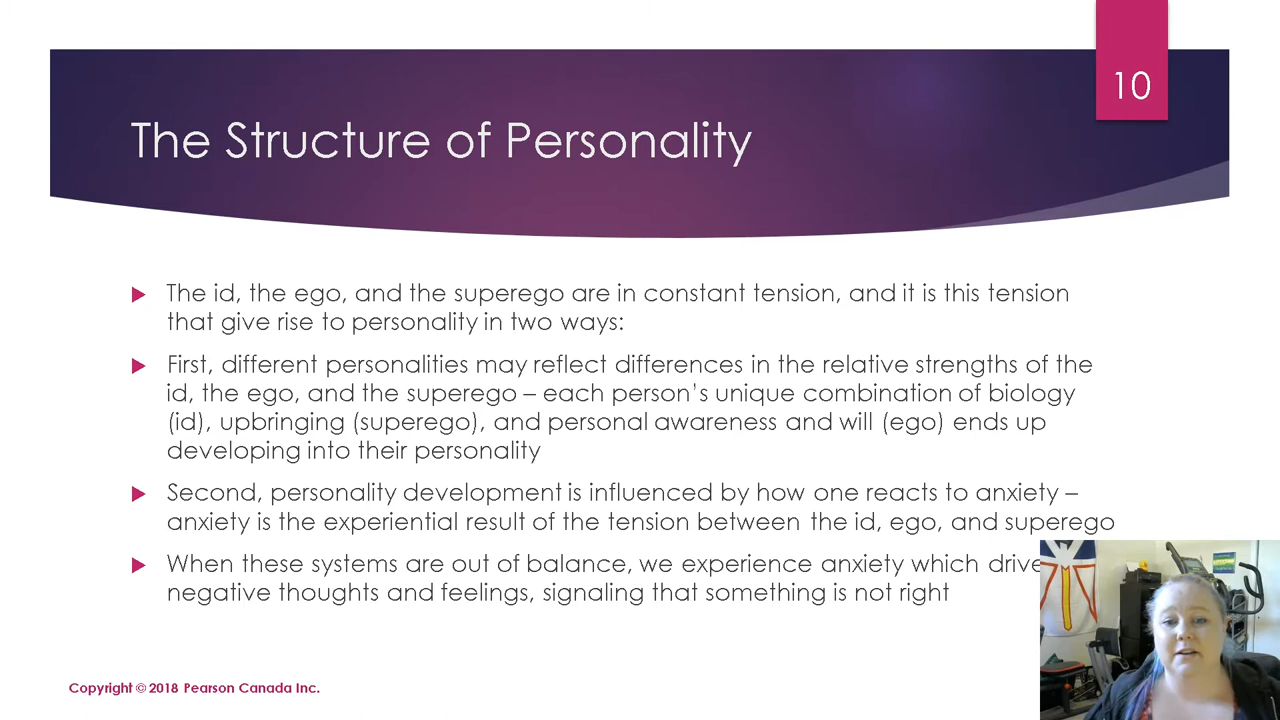 10
The Structure of Personality
The id, the ego, and the superego are in constant tension, and it is this tension
that give rise to personality in two ways:
First, different personalities may reflect differences in the relative strengths of the
id, the ego, and the superego – each person's unique combination of biology
(id), upbringing (superego), and personal awareness and will (ego) ends up
developing into their personality
Second, personality development is influenced by how one reacts to anxiety –
anxiety is the experiential result of the tension between the id, ego, and superego
When these systems are out of balance, we experience anxiety which drive
negative thoughts and feelings, signaling that something is not right
Copyright © 2018 Pearson Canada Inc.